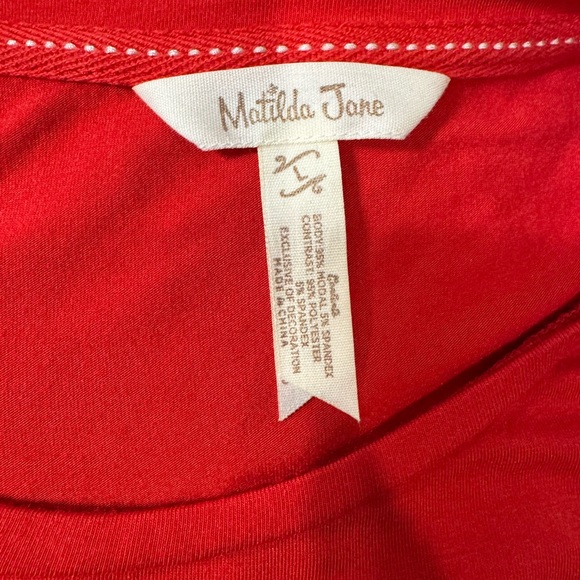 Matilda Jane
L
Contents
BODY: 95% MODAL, 5% SPANDEX
CONTRAST: 95% POLYESTER
5% SPANDEX
EXCLUSIVE OF DECORATION
MADE IN CHINA